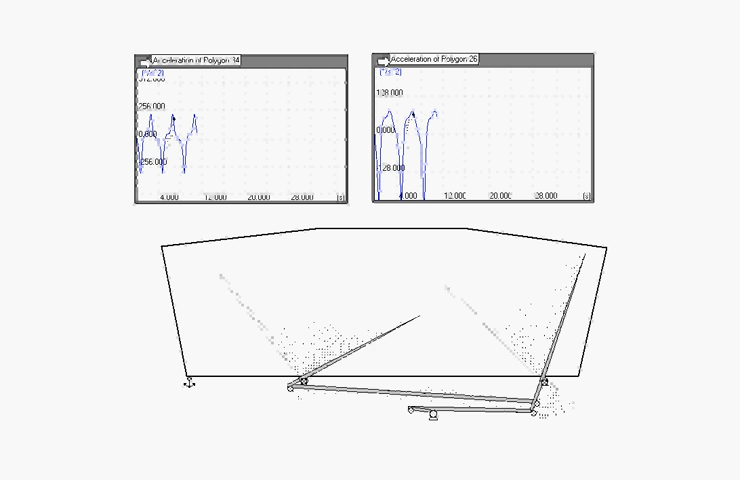 Acceleration of Polygon 34
(°/s^2)
512.000
256.000
0.000
-256.000
4.000 12.000 20.000 28.000 (s)
Acceleration of Polygon 26
(°/s^2)
128.000
0.000
-128.000
4.000 12.000 20.000 28.000 (s)